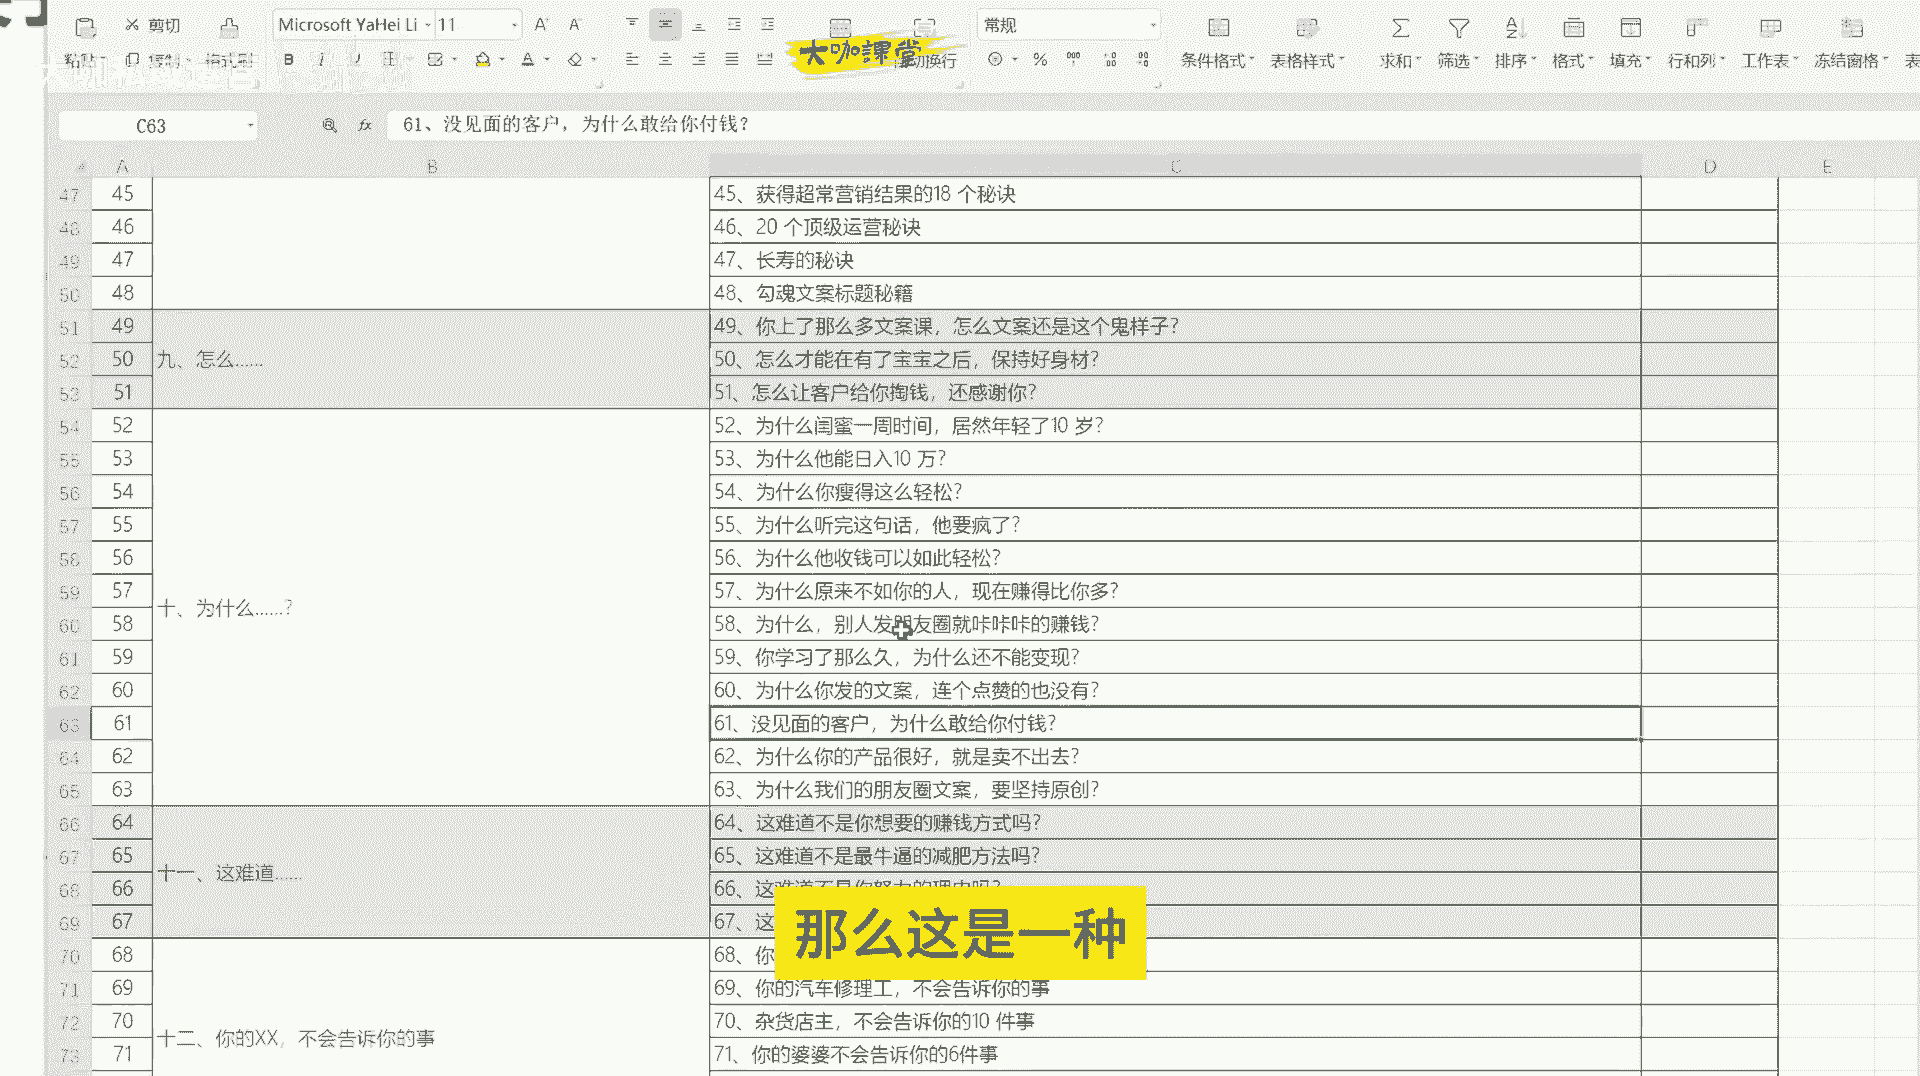 剪切
Microsoft YaHei Li
11
A
A
常规
大咖課堂
粘贴
复制
格式刷
B
I
U
A
换行
%
条件格式
表格样式
求和
筛选
排序
格式
填充
行和列
工作表
冻结窗格
表
C63
fx
61、没见面的客户，为什么敢给你付钱？
A
B
C
D
E
47 45 45、获得超常营销结果的18 个秘诀
48 46 46、20 个顶级运营秘诀
49 47 47、长寿的秘诀
50 48 48、勾魂文案标题秘籍
51 49 49、你上了那么多文案课，怎么文案还是这个鬼样子？
52 50 九、怎么…… 50、怎么才能在有了宝宝之后，保持好身材？
53 51 51、怎么让客户给你掏钱，还感谢你？
54 52 52、为什么闺蜜一周时间，居然年轻了10 岁？
55 53 53、为什么他能日入10 万？
56 54 54、为什么你瘦得这么轻松？
57 55 55、为什么听完这句话，他要疯了？
58 56 56、为什么他收钱可以如此轻松？
59 57 57、为什么原来不如你的人，现在赚得比你多？
十、为什么……？
60 58 58、为什么，别人发朋友圈就咔咔咔的赚钱？
61 59 59、你学习了那么久，为什么还不能变现？
62 60 60、为什么你发的文案，连个点赞的也没有？
63 61 61、没见面的客户，为什么敢给你付钱？
64 62 62、为什么你的产品很好，就是卖不出去？
65 63 63、为什么我们的朋友圈文案，要坚持原创？
66 64 64、这难道不是你想要的赚钱方式吗？
67 65 65、这难道不是最牛逼的减肥方法吗？
十一、这难道……
68 66 66、这难道不是你努力的理由吗？
69 67 67、这
那么这是一种
70 68 68、你
71 69 69、你的汽车修理工，不会告诉你的事
72 70 70、杂货店主，不会告诉你的10 件事
十二、你的XX，不会告诉你的事
73 71 71、你的婆婆不会告诉你的6件事